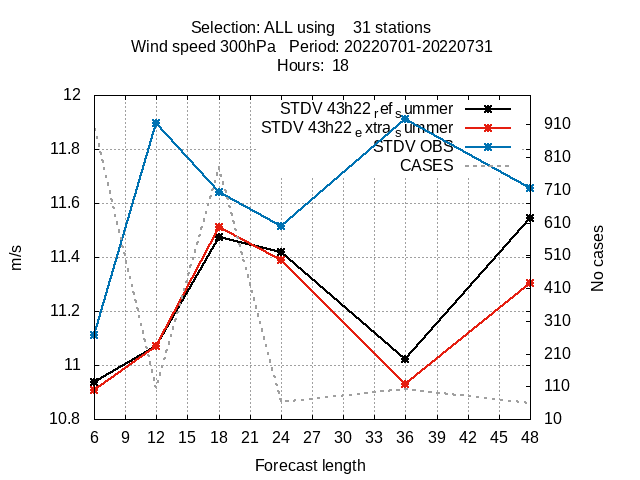 Selection: ALL using    31 stations
Wind speed 300hPa   Period: 20220701-20220731
Hours:  18
STDV 43h22ᵣefₛummer
STDV 43h22ₑxtraₛummer
STDV OBS
CASES
12
11.8
11.6
11.4
11.2
11
10.8
m/s
910
810
710
610
510
410
310
210
110
10
No cases
6 9 12 15 18 21 24 27 30 33 36 39 42 45 48
Forecast length